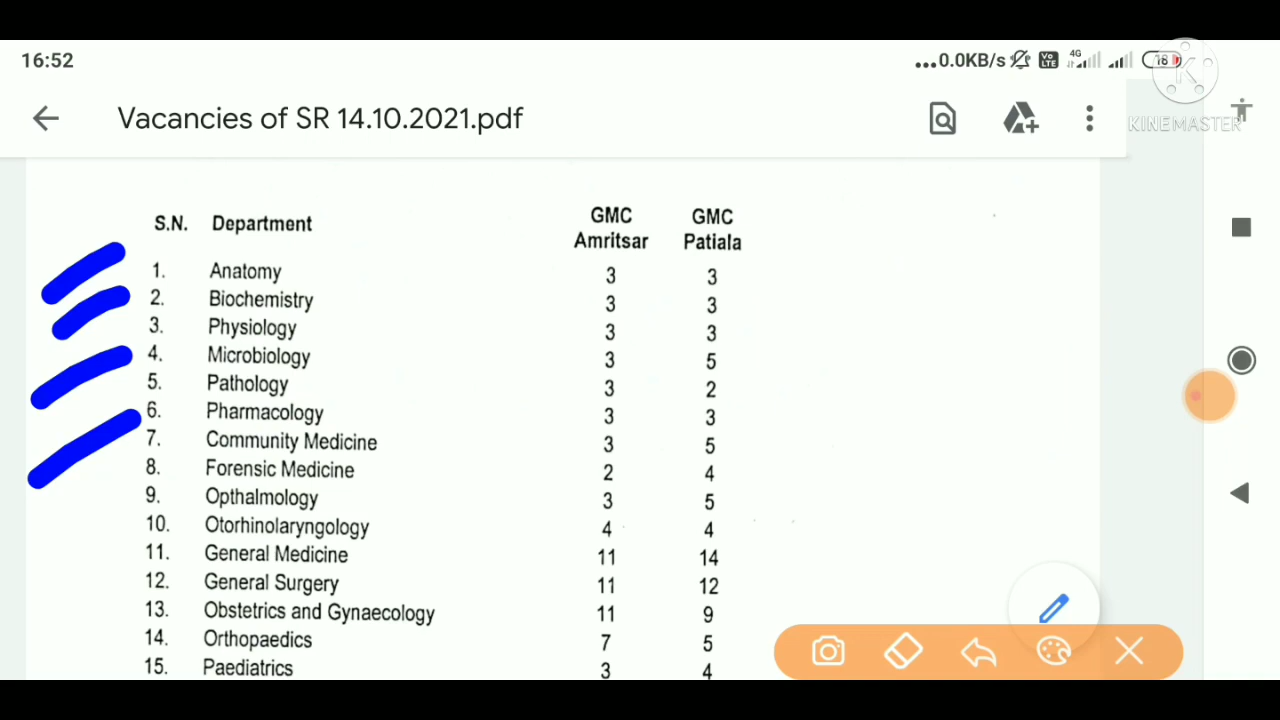 16:52
...0.0KB/s Vo LTE 4G 18
Vacancies of SR 14.10.2021.pdf
KINEMASTER
S.N. Department GMC Amritsar GMC Patiala
1. Anatomy 3 3
2. Biochemistry 3 3
3. Physiology 3 3
4. Microbiology 3 5
5. Pathology 3 2
6. Pharmacology 3 3
7. Community Medicine 3 5
8. Forensic Medicine 2 4
9. Opthalmology 3 5
10. Otorhinolaryngology 4 4
11. General Medicine 11 14
12. General Surgery 11 12
13. Obstetrics and Gynaecology 11 9
14. Orthopaedics 7 5
15. Paediatrics 3 4